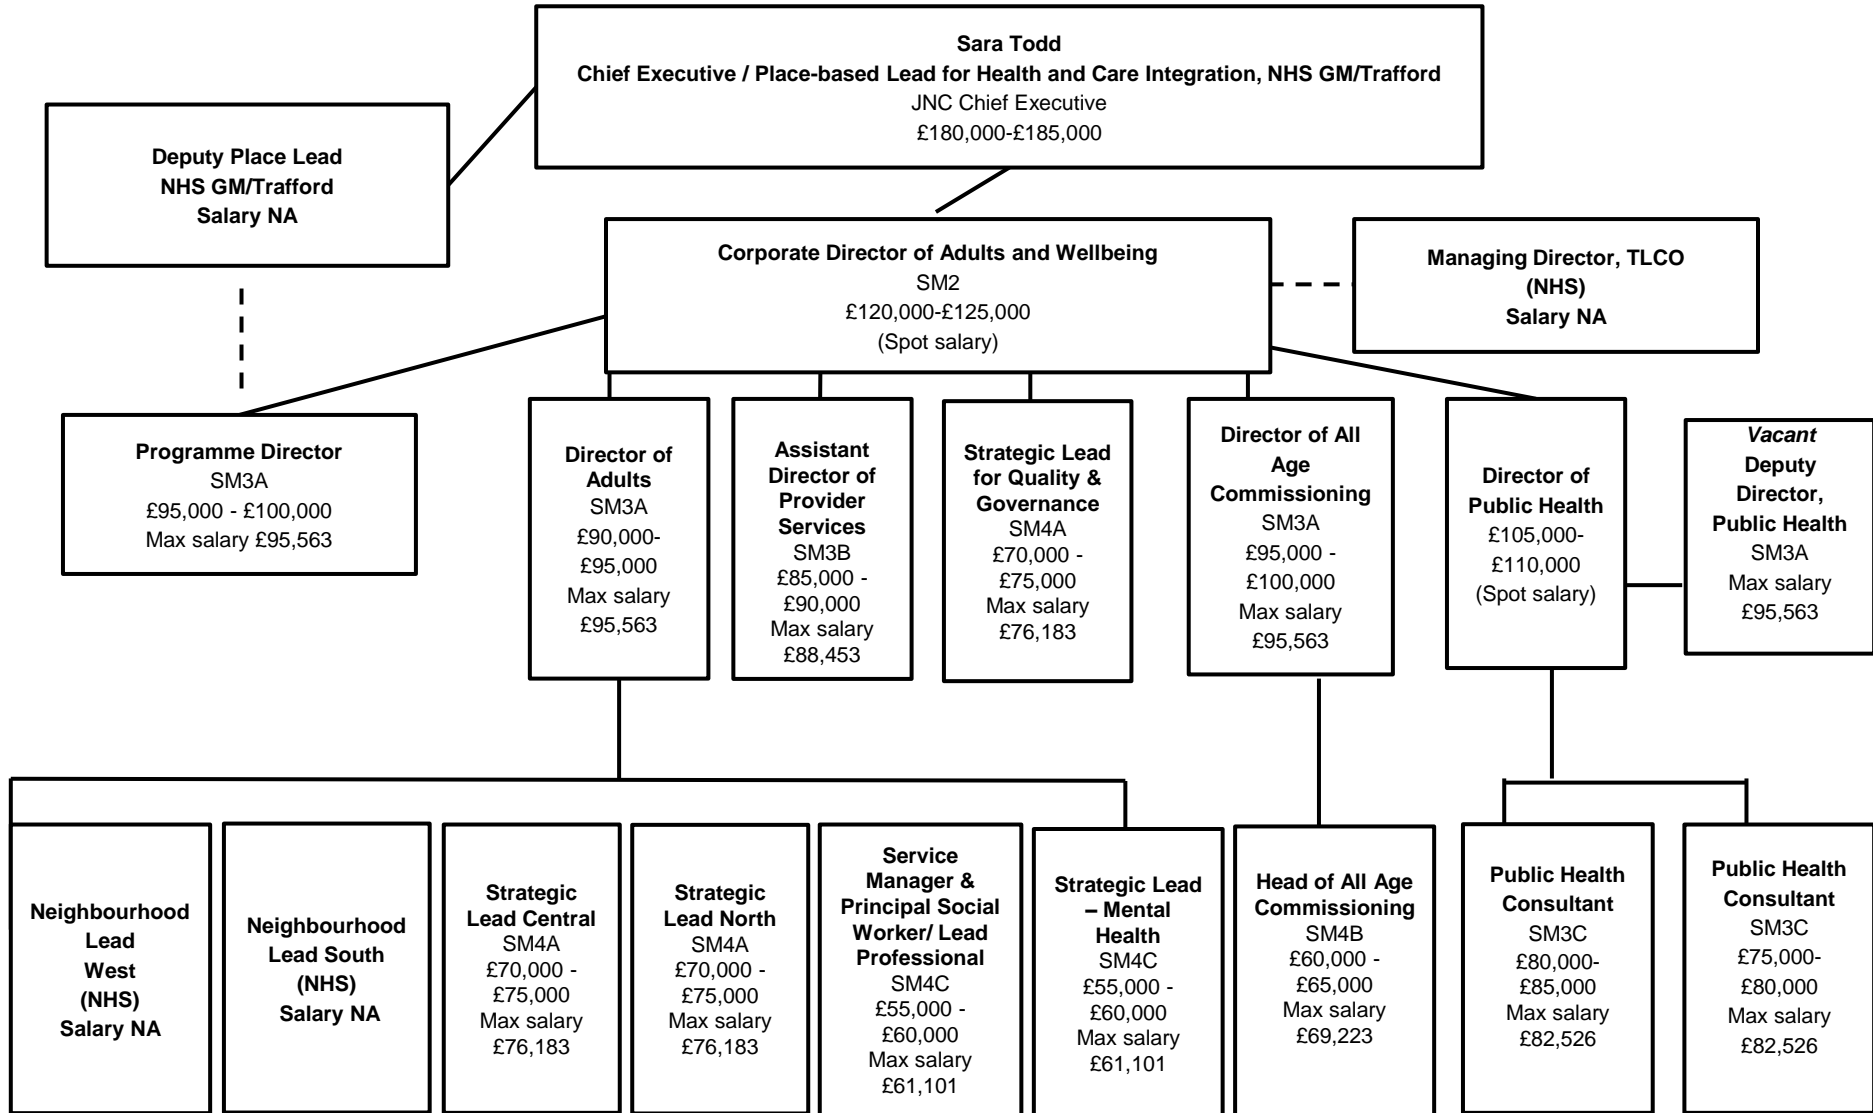 Sara Todd
Chief Executive / Place-based Lead for Health and Care Integration, NHS GM/Trafford
JNC Chief Executive
£180,000-£185,000
Deputy Place Lead
NHS GM/Trafford
Salary NA
Corporate Director of Adults and Wellbeing
SM2
£120,000-£125,000
(Spot salary)
Managing Director, TLCO
(NHS)
Salary NA
Programme Director
SM3A
£95,000 - £100,000
Max salary £95,563
Director of
Adults
SM3A
£90,000-
£95,000
Max salary
£95,563
Assistant
Director of
Provider
Services
SM3B
£85,000 -
£90,000
Max salary
£88,453
Strategic Lead
for Quality &
Governance
SM4A
£70,000 -
£75,000
Max salary
£76,183
Director of All
Age
Commissioning
SM3A
£95,000 -
£100,000
Max salary
£95,563
Director of
Public Health
£105,000-
£110,000
(Spot salary)
Vacant
Deputy
Director,
Public Health
SM3A
Max salary
£95,563
Neighbourhood
Lead
West
(NHS)
Salary NA
Neighbourhood
Lead South
(NHS)
Salary NA
Strategic
Lead Central
SM4A
£70,000 -
£75,000
Max salary
£76,183
Strategic
Lead North
SM4A
£70,000 -
£75,000
Max salary
£76,183
Service
Manager &
Principal Social
Worker/ Lead
Professional
SM4C
£55,000 -
£60,000
Max salary
£61,101
Strategic Lead
– Mental
Health
SM4C
£55,000 -
£60,000
Max salary
£61,101
Head of All Age
Commissioning
SM4B
£60,000 -
£65,000
Max salary
£69,223
Public Health
Consultant
SM3C
£80,000-
£85,000
Max salary
£82,526
Public Health
Consultant
SM3C
£75,000-
£80,000
Max salary
£82,526